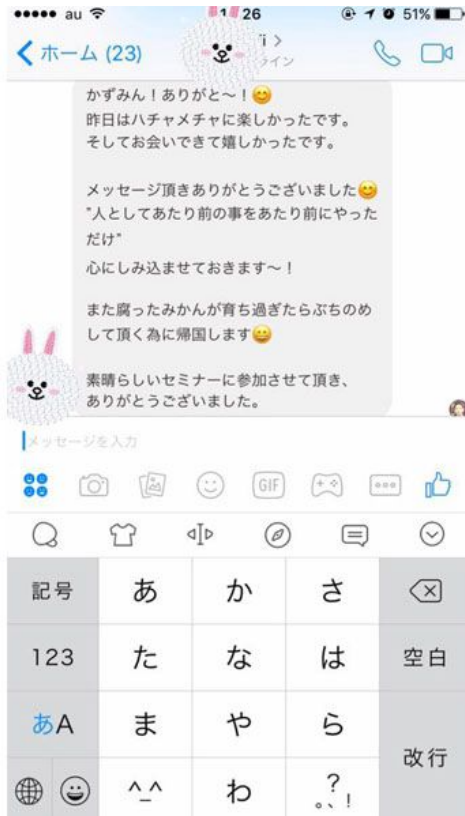 au
26
51%
ホーム (23)
i >
ライン
かずみん！ありがと〜！😊
昨日はハチャメチャに楽しかったです。
そしてお会いできて嬉しかったです。
メッセージ頂きありがとうございました😊
"人としてあたり前の事をあたり前にやった
だけ"
心にしみ込ませておきます〜！
また腐ったみかんが育ち過ぎたらぶちのめ
して頂く為に帰国します😄
素晴らしいセミナーに参加させて頂き、
ありがとうございました。
メッセージを入力
GIF
記号 あ か さ
123 た な は 空白
あA ま や ら 改行
^_^ わ 。、?!